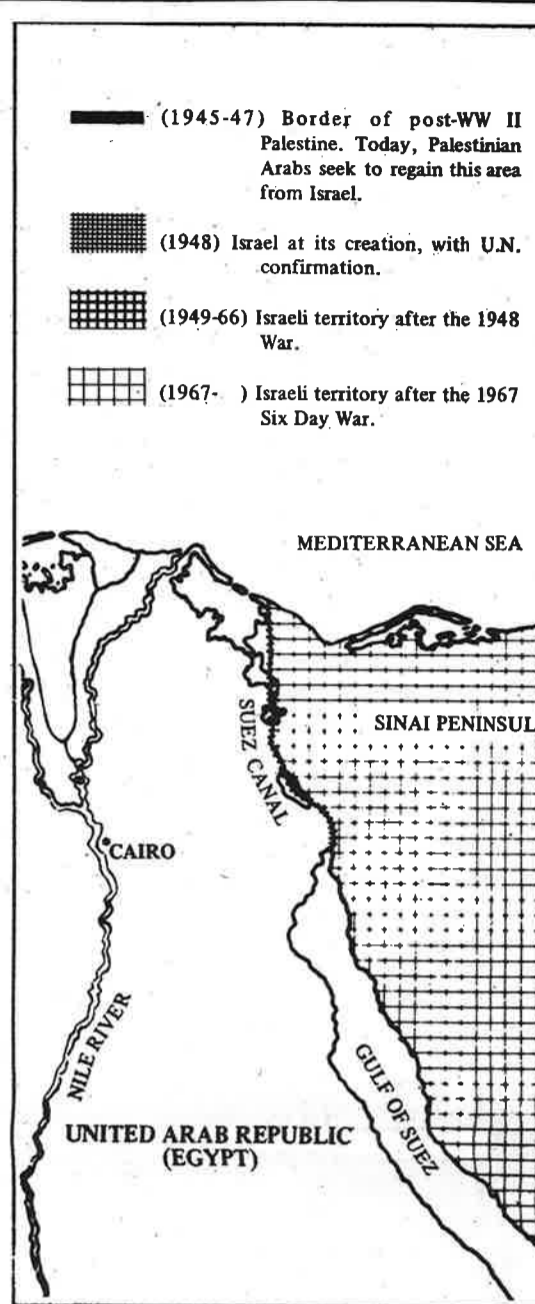 (1945-47) Border of post-WW II
Palestine. Today, Palestinian
Arabs seek to regain this area
from Israel.
(1948) Israel at its creation, with U.N.
confirmation.
(1949-66) Israeli territory after the 1948
War.
(1967- ) Israeli territory after the 1967
Six Day War.
MEDITERRANEAN SEA
SINAI PENINSUL
SUEZ CANAL
CAIRO
NILE RIVER
GULF OF SUEZ
UNITED ARAB REPUBLIC
(EGYPT)